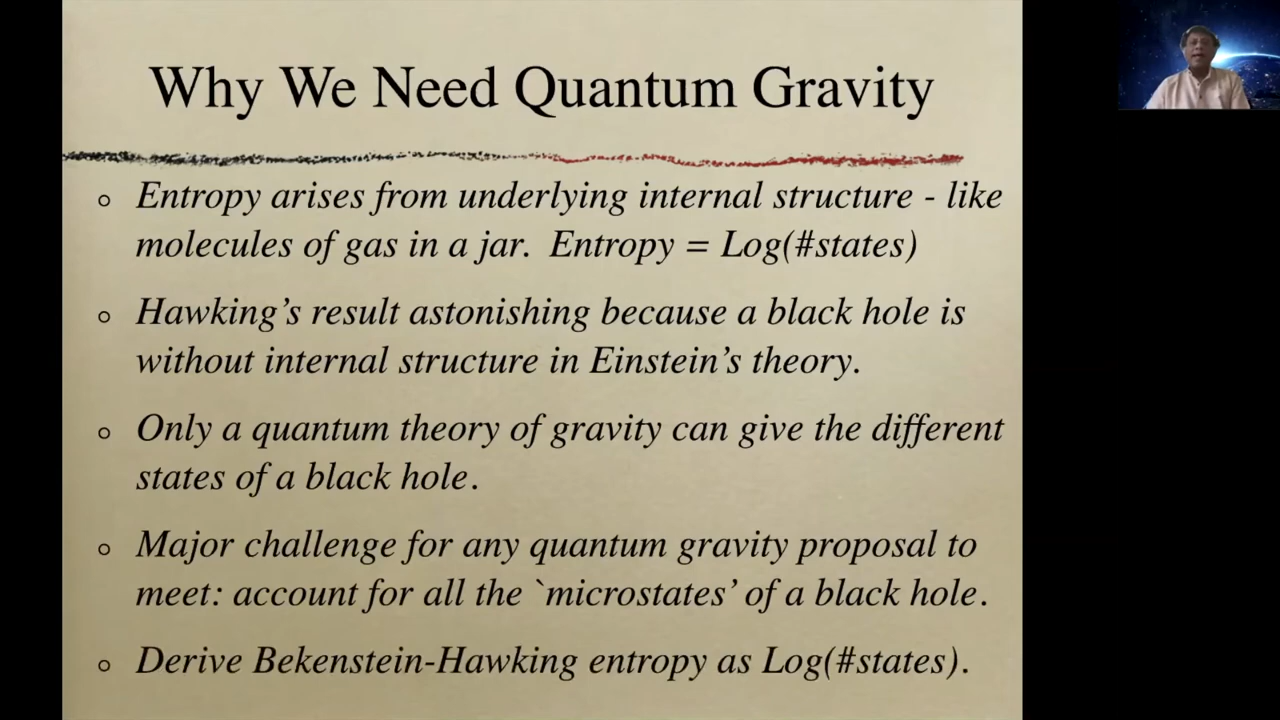 Why We Need Quantum Gravity
Entropy arises from underlying internal structure - like
molecules of gas in a jar. Entropy = Log(#states)
Hawking's result astonishing because a black hole is
without internal structure in Einstein's theory.
Only a quantum theory of gravity can give the different
states of a black hole.
Major challenge for any quantum gravity proposal to
meet: account for all the `microstates' of a black hole.
Derive Bekenstein-Hawking entropy as Log(#states).